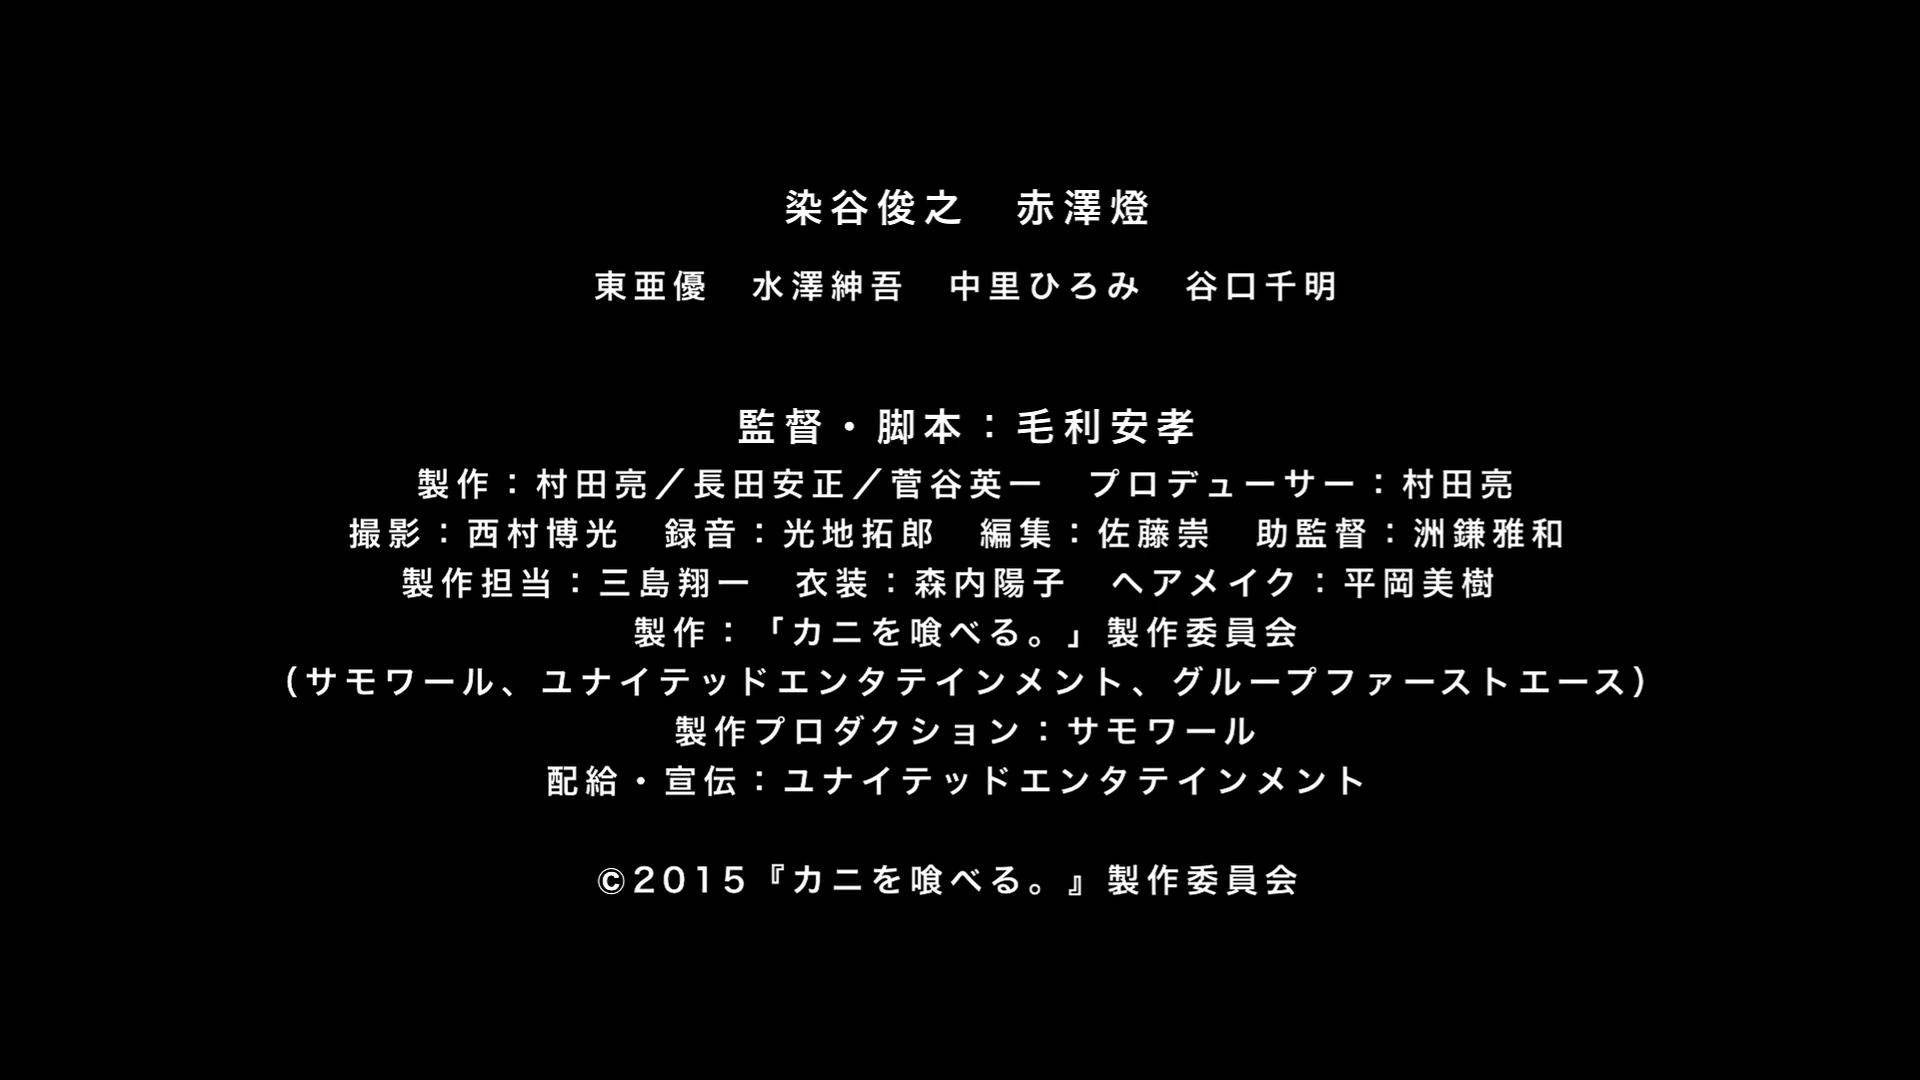 染谷俊之　赤澤燈
東亜優　水澤紳吾　中里ひろみ　谷口千明
監督・脚本：毛利安孝
製作：村田亮／長田安正／菅谷英一　プロデューサー：村田亮
撮影：西村博光　録音：光地拓郎　編集：佐藤崇　助監督：洲鎌雅和
製作担当：三島翔一　衣装：森内陽子　ヘアメイク：平岡美樹
製作：「カニを喰べる。」製作委員会
（サモワール、ユナイテッドエンタテインメント、グループファーストエース）
製作プロダクション：サモワール
配給・宣伝：ユナイテッドエンタテインメント
©2015『カニを喰べる。』製作委員会